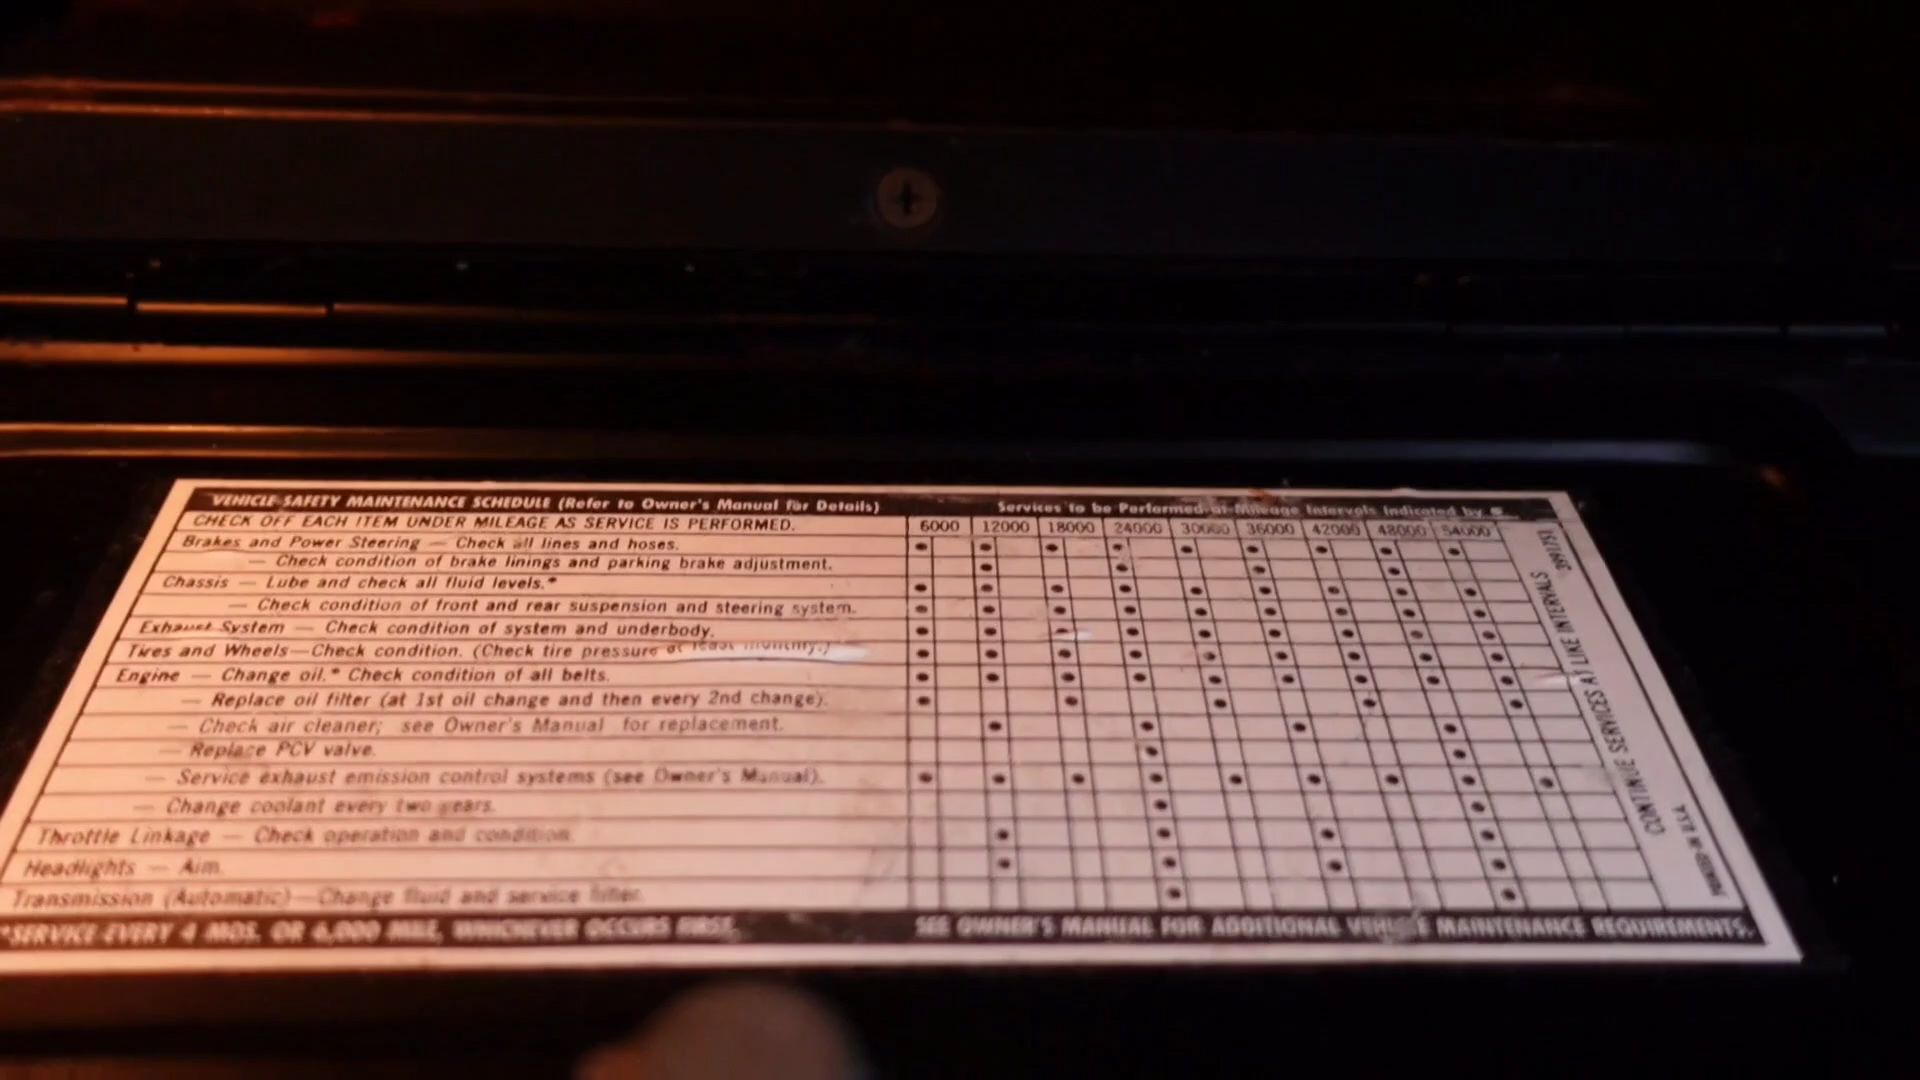 VEHICLE SAFETY MAINTENANCE SCHEDULE (Refer to Owner's Manual for Details) Services to be Performed at Mileage Intervals Indicated by ●
CHECK OFF EACH ITEM UNDER MILEAGE AS SERVICE IS PERFORMED. 6000 12000 18000 24000 30000 36000 42000 48000 54000
Brakes and Power Steering — Check all lines and hoses.
— Check condition of brake linings and parking brake adjustment.
Chassis — Lube and check all fluid levels.*
— Check condition of front and rear suspension and steering system.
Exhaust System — Check condition of system and underbody.
Tires and Wheels—Check condition. (Check tire pressure at least monthly.)
Engine — Change oil.* Check condition of all belts.
— Replace oil filter (at 1st oil change and then every 2nd change).
— Check air cleaner; see Owner's Manual for replacement.
— Replace PCV valve.
— Service exhaust emission control systems (see Owner's Manual).
— Change coolant every two years.
Throttle Linkage — Check operation and condition.
Headlights — Aim.
Transmission (Automatic)—Change fluid and service filter.
*SERVICE EVERY 4 MOS. OR 6,000 MILE, WHICHEVER OCCURS FIRST. SEE OWNER'S MANUAL FOR ADDITIONAL VEHICLE MAINTENANCE REQUIREMENTS.
CONTINUE SERVICES AT LIKE INTERVALS
3991753
PRINTED IN U.S.A.